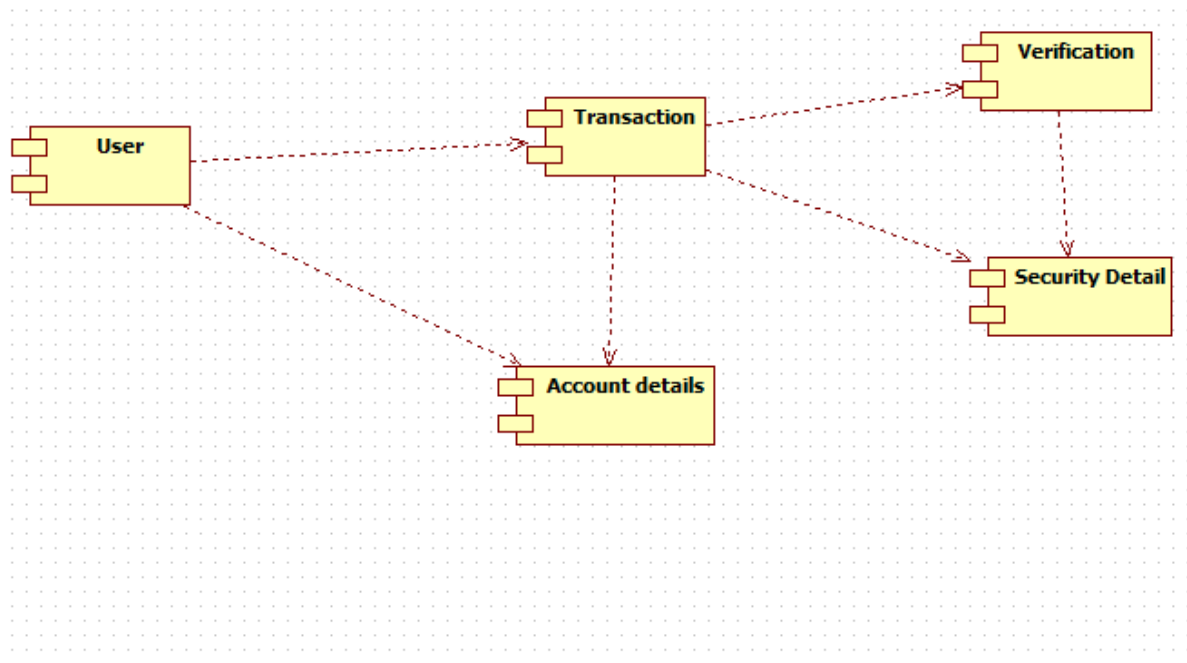 Verification
Transaction
User
Security Detail
Account details